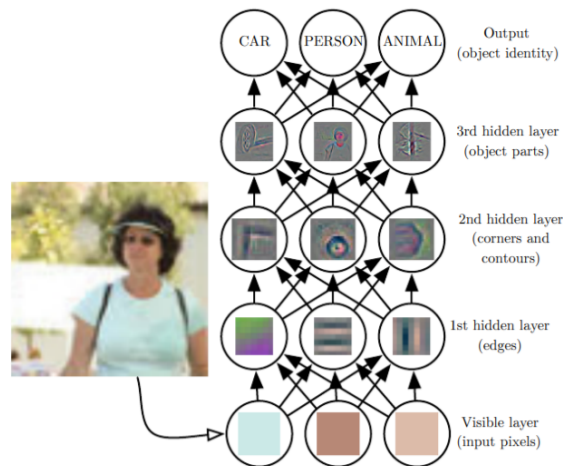 CAR PERSON ANIMAL
Output
(object identity)
3rd hidden layer
(object parts)
2nd hidden layer
(corners and
contours)
1st hidden layer
(edges)
Visible layer
(input pixels)